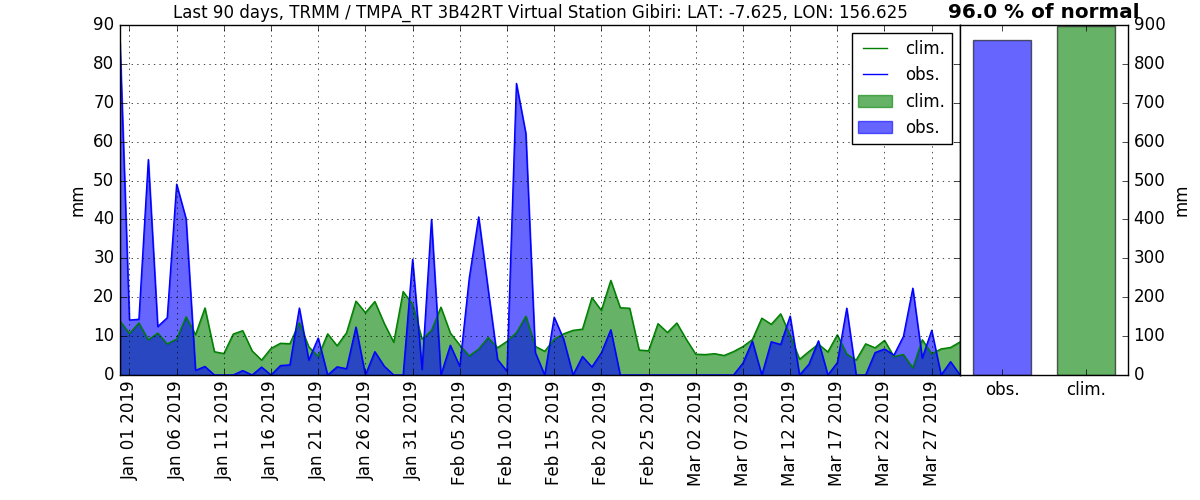 Last 90 days, TRMM / TMPA_RT 3B42RT Virtual Station Gibiri: LAT: -7.625, LON: 156.625
96.0 % of normal
90
80
70
60
50
40
30
20
10
0
mm
clim.
obs.
clim.
obs.
Jan 01 2019
Jan 06 2019
Jan 11 2019
Jan 16 2019
Jan 21 2019
Jan 26 2019
Jan 31 2019
Feb 05 2019
Feb 10 2019
Feb 15 2019
Feb 20 2019
Feb 25 2019
Mar 02 2019
Mar 07 2019
Mar 12 2019
Mar 17 2019
Mar 22 2019
Mar 27 2019
900
800
700
600
500
400
300
200
100
0
mm
obs.
clim.